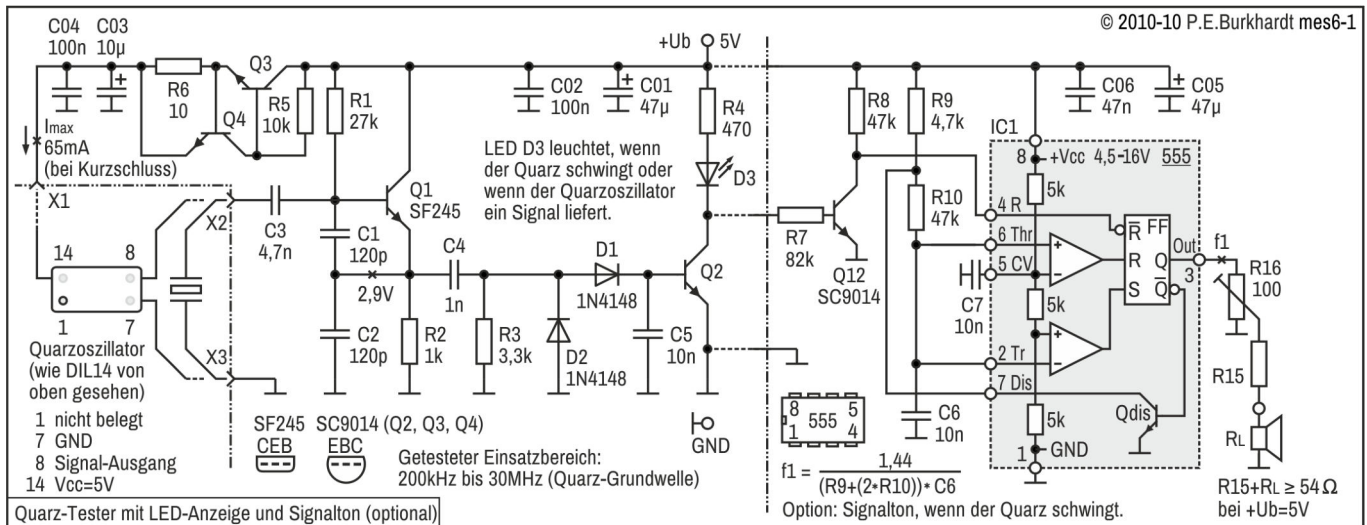 © 2010-10 P.E.Burkhardt mes6-1
C04
100n
C03
10µ
+
R6
10
Q3
Q4
R5
10k
R1
27k
Imax
65mA
(bei Kurzschluss)
+Ub
5V
C02
100n
+
C01
47µ
R4
470
D3
LED D3 leuchtet, wenn
der Quarz schwingt oder
wenn der Quarzoszillator
ein Signal liefert.
R8
47k
R9
4,7k
C06
47n
+
C05
47µ
IC1
8
+Vcc 4,5-16V 555
5k
X1
X2
X3
14
8
1
7
C3
4,7n
Q1
SF245
C1
120p
2,9V
C2
120p
R2
1k
C4
1n
R3
3,3k
D1
1N4148
D2
1N4148
C5
10n
Q2
R7
82k
Q12
SC9014
R10
47k
4 R
6 Thr
5 CV
C7
10n
5k
2 Tr
7 Dis
C6
10n
+
−
+
−
R FF
R Q
S Q
Out
3
f1
R16
100
R15
RL
Qdis
5k
1
GND
Quarzoszillator
(wie DIL14 von
oben gesehen)
1 nicht belegt
7 GND
8 Signal-Ausgang
14 Vcc=5V
SF245
CEB
SC9014 (Q2, Q3, Q4)
EBC
Getesteter Einsatzbereich:
200kHz bis 30MHz (Quarz-Grundwelle)
GND
8 5
555
1 4
f1 = 1,44
(R9+(2*R10))* C6
Option: Signalton, wenn der Quarz schwingt.
R15+RL ≥ 54 Ω
bei +Ub=5V
Quarz-Tester mit LED-Anzeige und Signalton (optional)